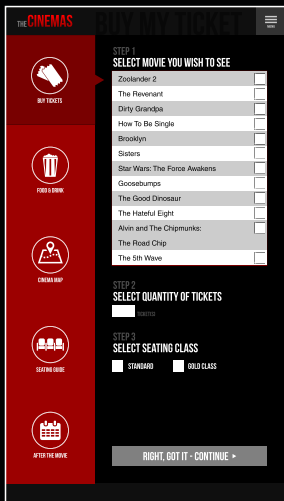 THE CINEMAS
BUY MY TICKET
MENU
BUY TICKETS
FOOD & DRINK
CINEMA MAP
SEATING GUIDE
AFTER THE MOVIE
STEP 1
SELECT MOVIE YOU WISH TO SEE
Zoolander 2
The Revenant
Dirty Grandpa
How To Be Single
Brooklyn
Sisters
Star Wars: The Force Awakens
Goosebumps
The Good Dinosaur
The Hateful Eight
Alvin and The Chipmunks:
The Road Chip
The 5th Wave
STEP 2
SELECT QUANTITY OF TICKETS
TICKET(S)
STEP 3
SELECT SEATING CLASS
STANDARD
GOLD CLASS
RIGHT, GOT IT - CONTINUE ▸